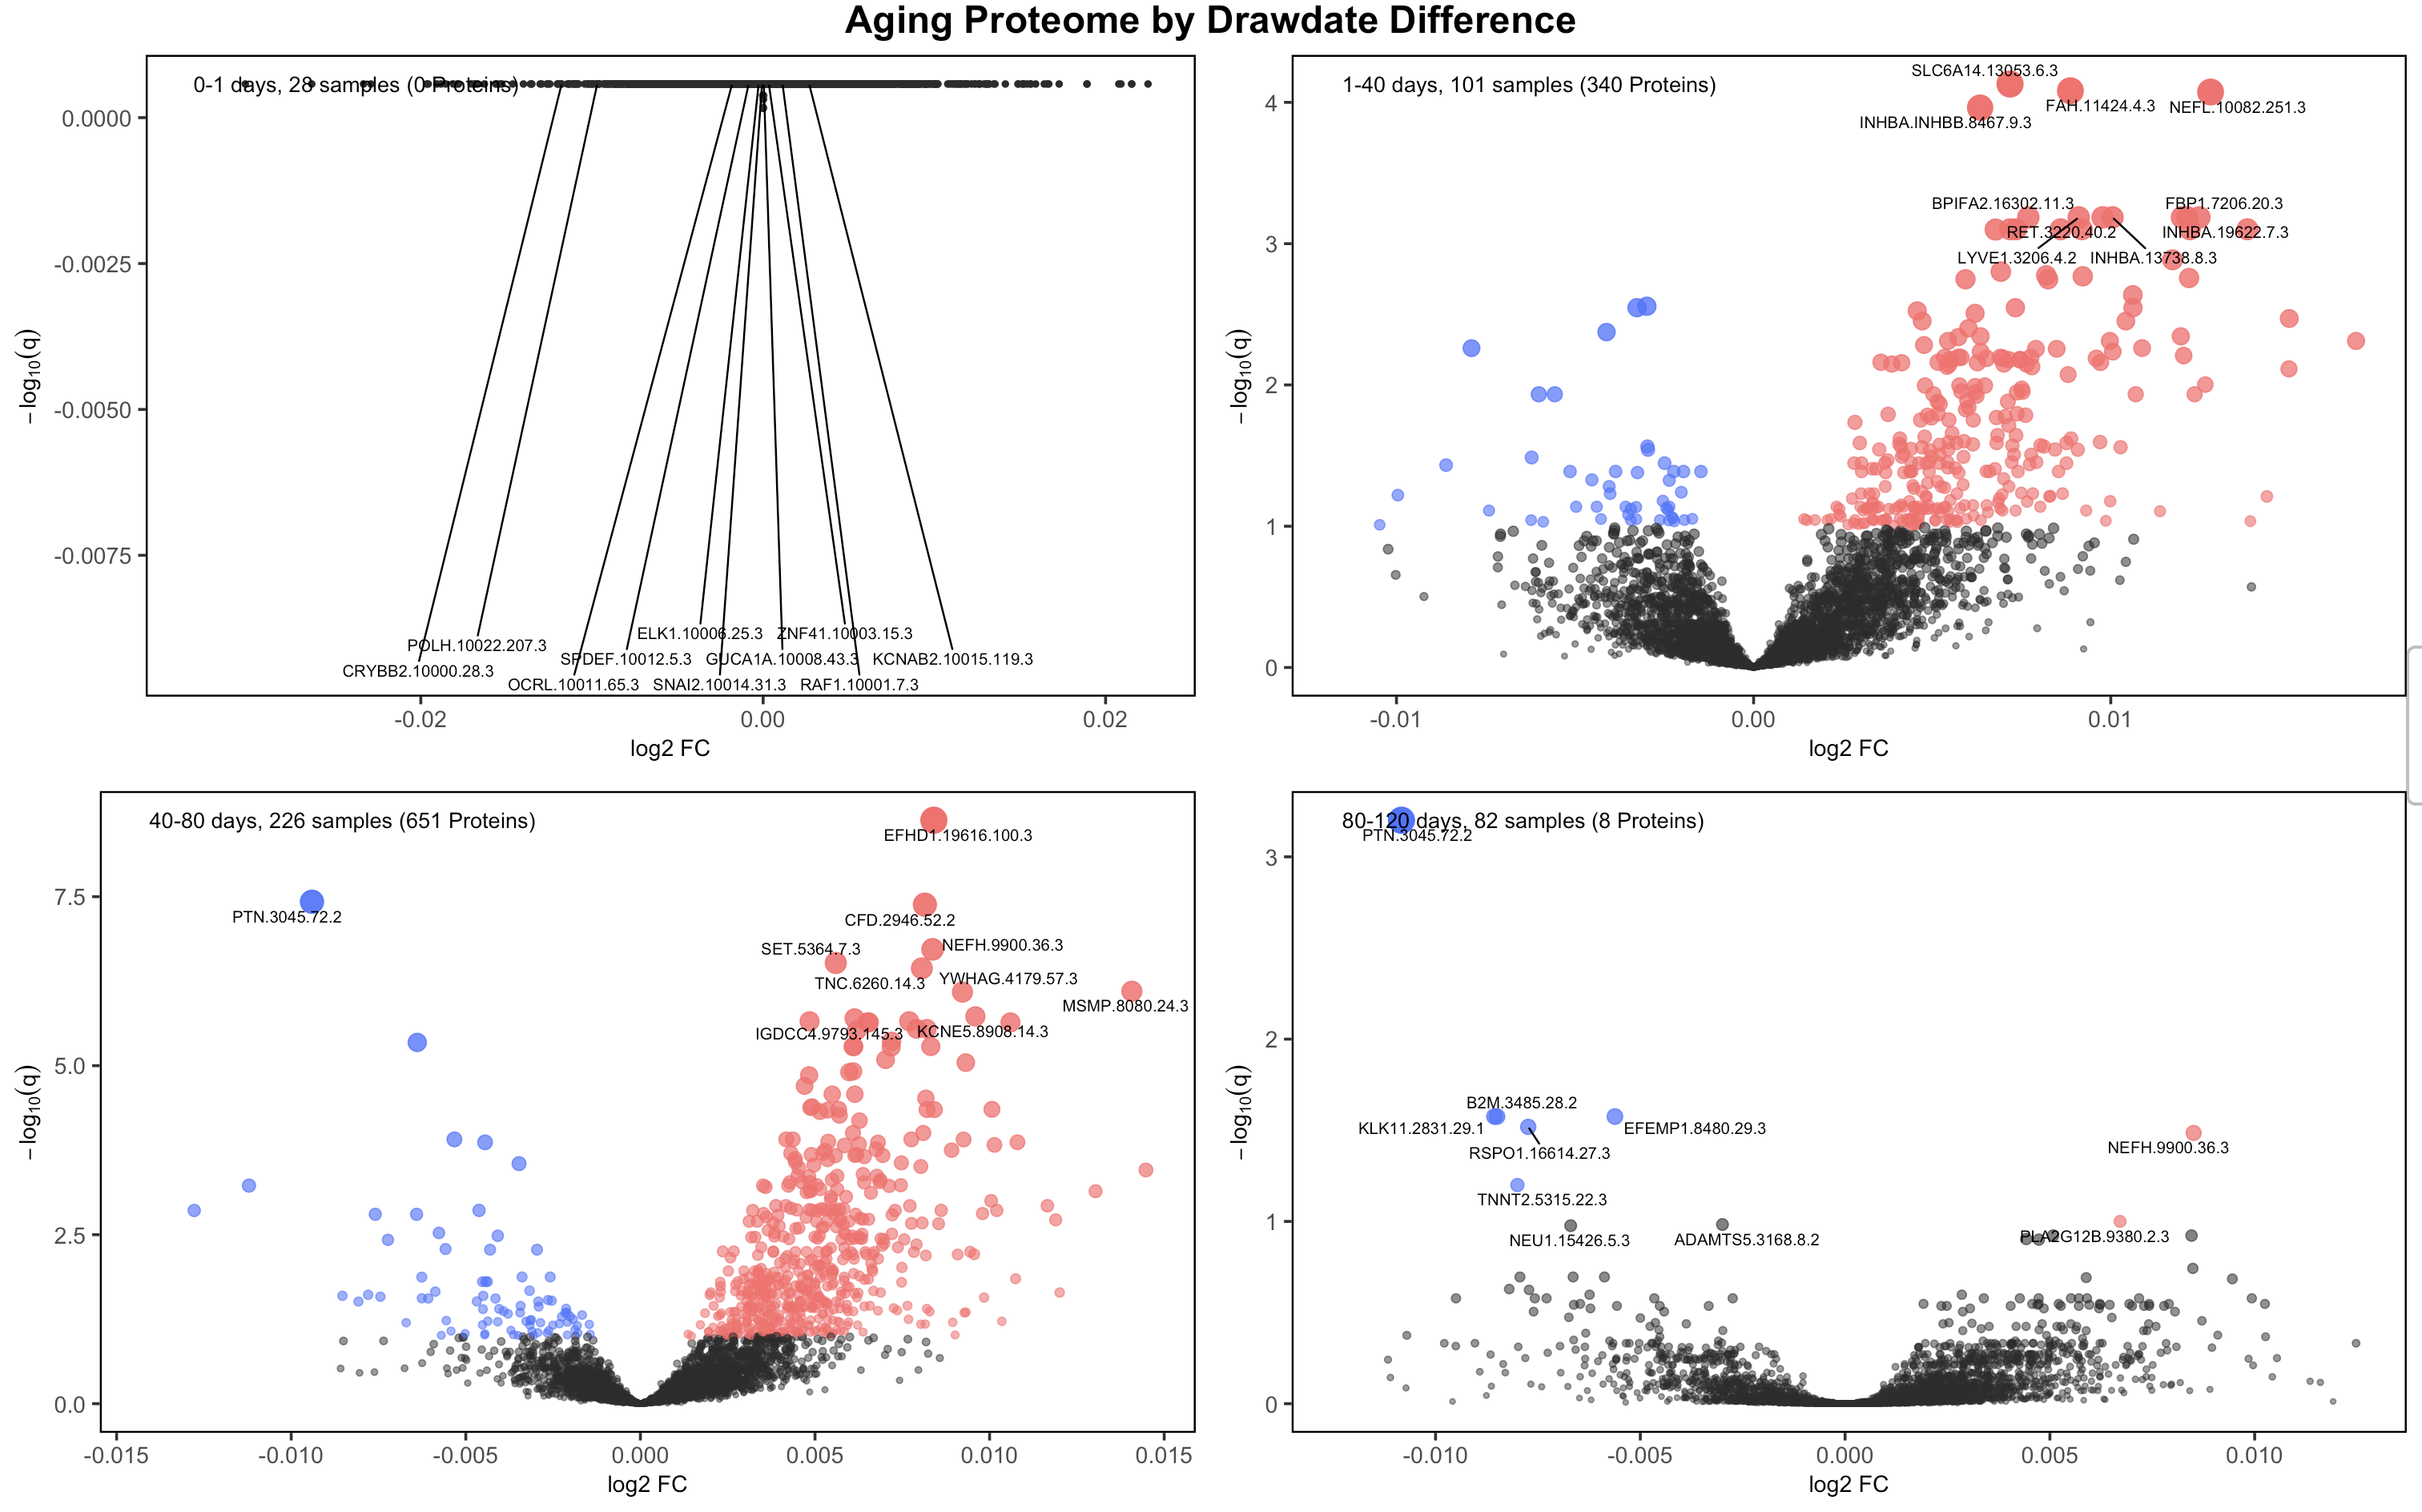 Aging Proteome by Drawdate Difference
0-1 days, 28 samples (0 Proteins)
0.0000
-0.0025
-0.0050
-0.0075
−log10(q)
POLH.10022.207.3
CRYBB2.10000.28.3
ELK1.10006.25.3
ZNF41.10003.15.3
SPDEF.10012.5.3
GUCA1A.10008.43.3
KCNAB2.10015.119.3
OCRL.10011.65.3
SNAI2.10014.31.3
RAF1.10001.7.3
-0.02
0.00
0.02
log2 FC
1-40 days, 101 samples (340 Proteins)
SLC6A14.13053.6.3
FAH.11424.4.3
NEFL.10082.251.3
INHBA.INHBB.8467.9.3
BPIFA2.16302.11.3
FBP1.7206.20.3
RET.3220.40.2
INHBA.19622.7.3
LYVE1.3206.4.2
INHBA.13738.8.3
4
3
2
1
0
−log10(q)
-0.01
0.00
0.01
log2 FC
40-80 days, 226 samples (651 Proteins)
EFHD1.19616.100.3
PTN.3045.72.2
CFD.2946.52.2
SET.5364.7.3
NEFH.9900.36.3
TNC.6260.14.3
YWHAG.4179.57.3
MSMP.8080.24.3
IGDCC4.9793.145.3
KCNE5.8908.14.3
7.5
5.0
2.5
0.0
−log10(q)
-0.015
-0.010
-0.005
0.000
0.005
0.010
0.015
log2 FC
80-120 days, 82 samples (8 Proteins)
PTN.3045.72.2
B2M.3485.28.2
KLK11.2831.29.1
EFEMP1.8480.29.3
RSPO1.16614.27.3
NEFH.9900.36.3
TNNT2.5315.22.3
NEU1.15426.5.3
ADAMTS5.3168.8.2
PLA2G12B.9380.2.3
3
2
1
0
−log10(q)
-0.010
-0.005
0.000
0.005
0.010
log2 FC